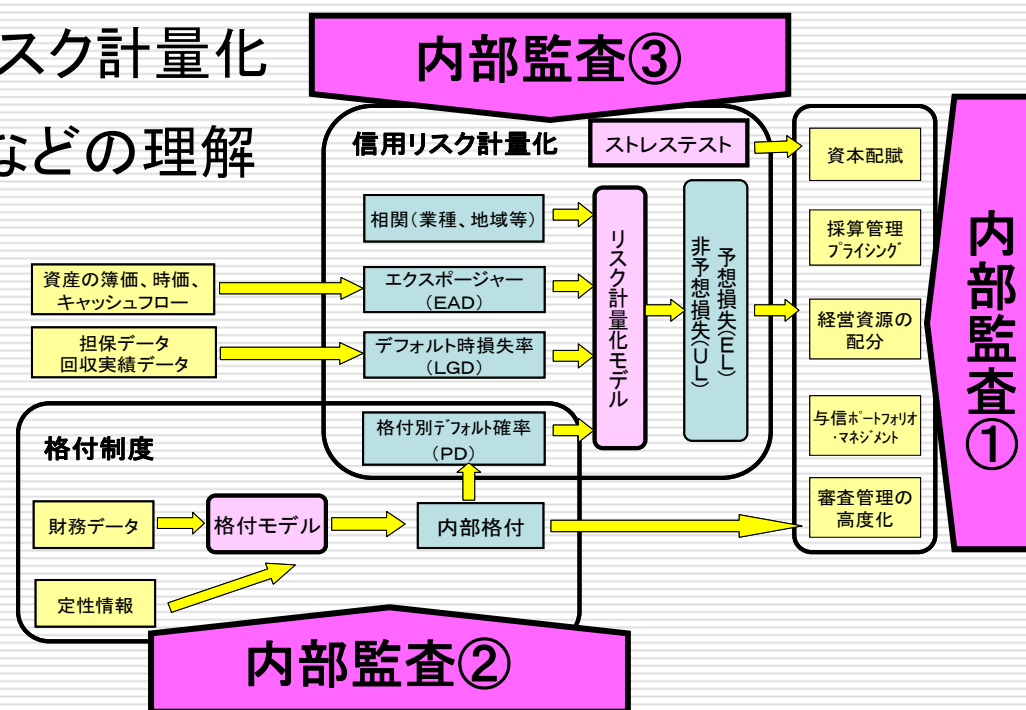 スク計量化
などの理解
内部監査③
信用リスク計量化
ストレステスト
資本配賦
相関(業種、地域等)
採算管理
プライシング
資産の簿価、時価、
キャッシュフロー
エクスポージャー
(EAD)
リスク計量化モデル
予想損失(EL)
非予想損失(UL)
経営資源の
配分
内部監査①
担保データ
回収実績データ
デフォルト時損失率
(LGD)
格付制度
格付別デフォルト確率
(PD)
与信ポートフォリオ
・マネジメント
財務データ
格付モデル
内部格付
審査管理の
高度化
定性情報
内部監査②